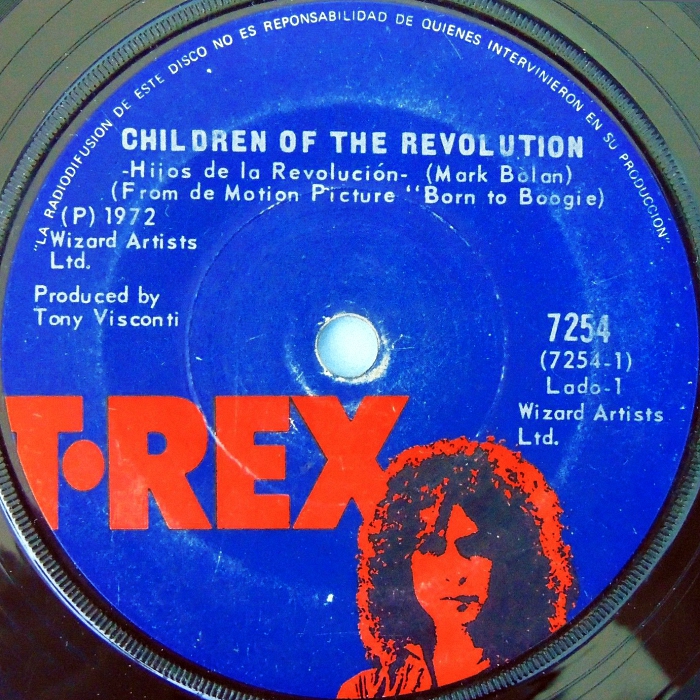 "LA RADIODIFUSION DE ESTE DISCO NO ES REPONSABILIDAD DE QUIENES INTERVINIERON EN SU PRODUCCION"
CHILDREN OF THE REVOLUTION
-Hijos de la Revolución- (Mark Bolan)
(From de Motion Picture "Born to Boogie)
(P) 1972
Wizard Artists
Ltd.
Produced by
Tony Visconti
7254
(7254-1)
Lado-1
Wizard Artists
Ltd.
T•REX